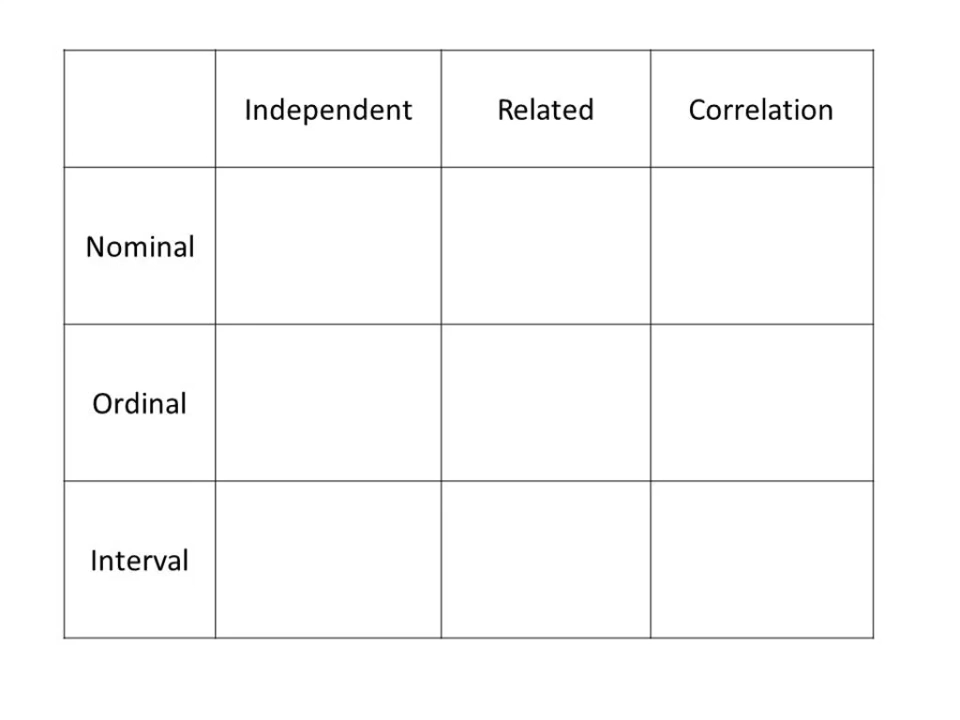 Independent
Related
Correlation
Nominal
Ordinal
Interval